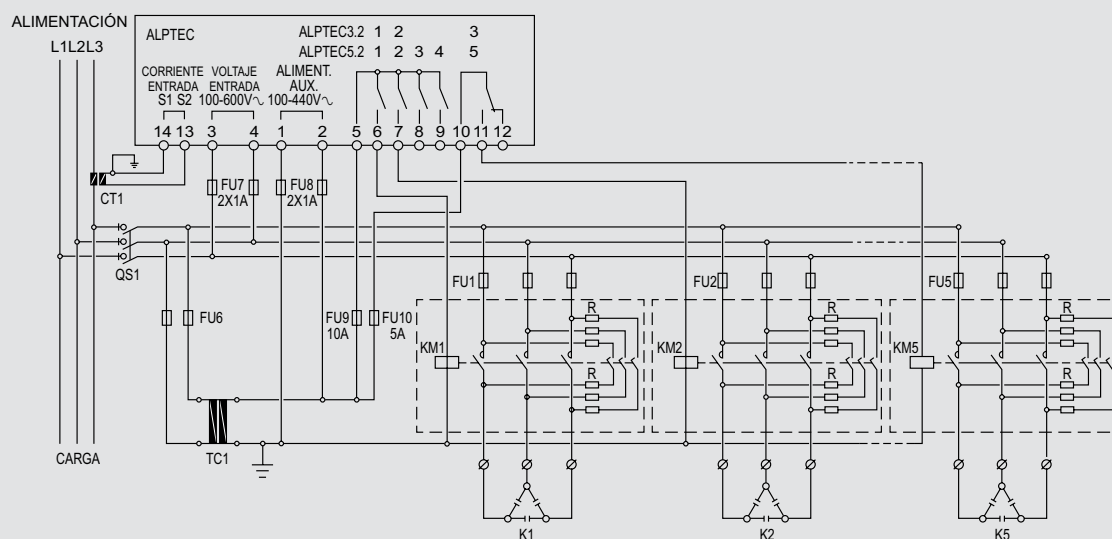 ALIMENTACIÓN
L1 L2 L3
ALPTEC
ALPTEC3.2 1 2 3
ALPTEC5.2 1 2 3 4 5
CORRIENTE ENTRADA
S1 S2
VOLTAJE ENTRADA
100-600V~
ALIMENT. AUX.
100-440V~
14 13 3 4 1 2 5 6 7 8 9 10 11 12
CT1
FU7
2X1A
FU8
2X1A
QS1
FU1
FU2
FU5
FU6
FU9
10A
FU10
5A
R
R
R
KM1
KM2
KM5
R
R
R
CARGA
TC1
K1
K2
K5